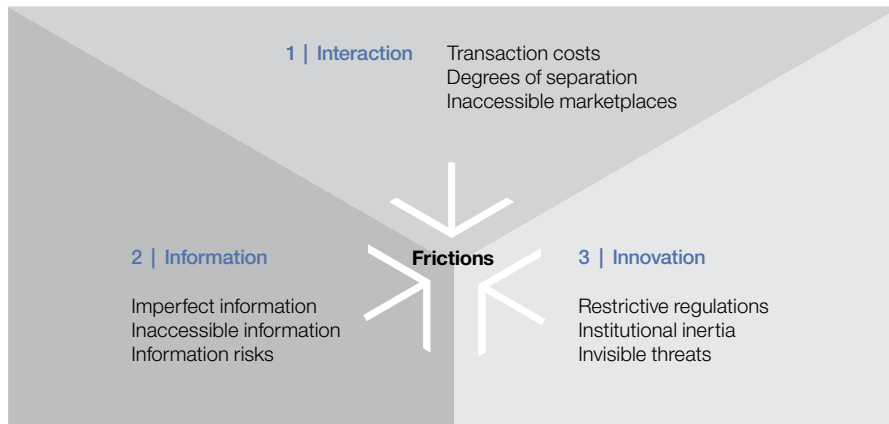 1 | Interaction
Transaction costs
Degrees of separation
Inaccessible marketplaces
Frictions
2 | Information
Imperfect information
Inaccessible information
Information risks
3 | Innovation
Restrictive regulations
Institutional inertia
Invisible threats